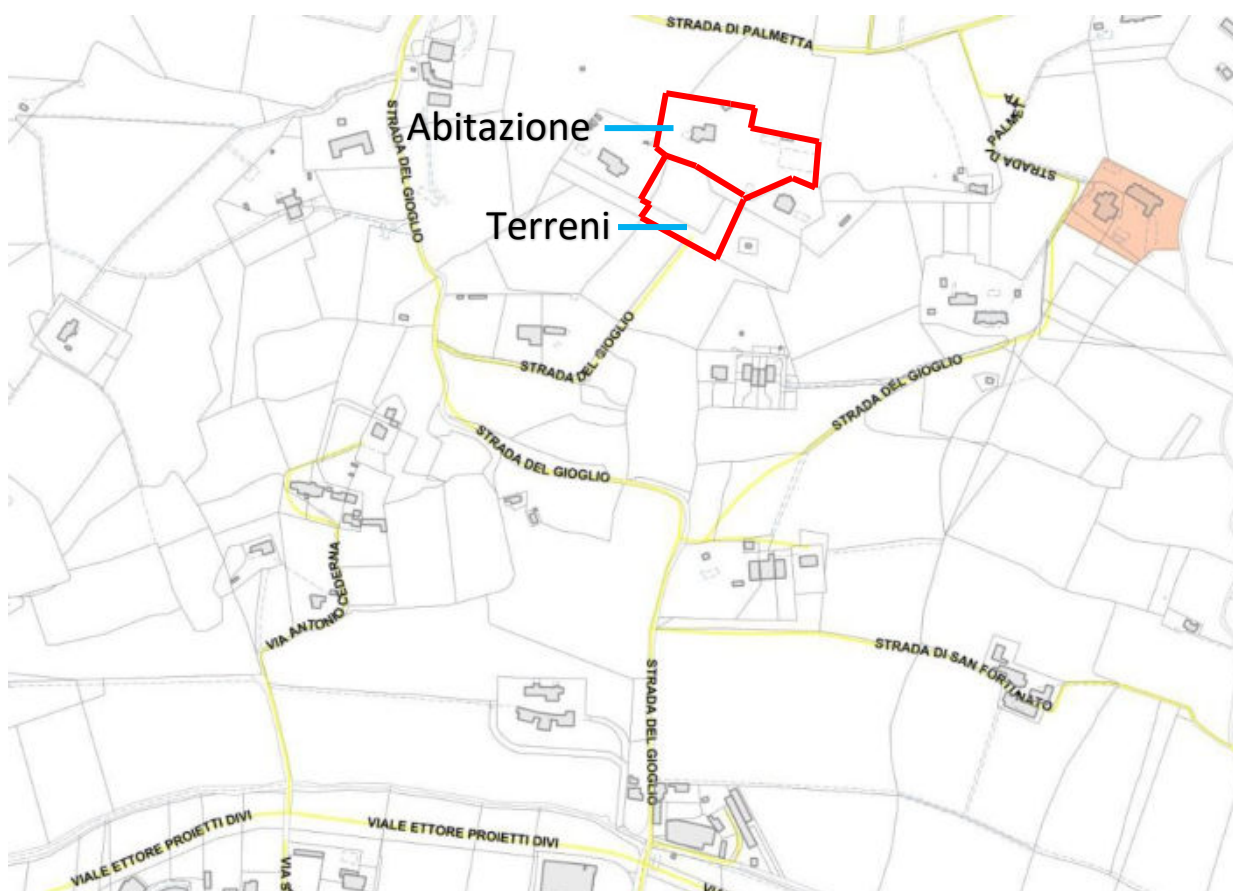 STRADA DI PALMETTA
Abitazione
STRADA DEL GIOGLIO
STRADA DI PALMETTA
Terreni
STRADA DEL GIOGLIO
STRADA DEL GIOGLIO
STRADA DEL GIOGLIO
VIA ANTONIO CEDERNA
STRADA DI SAN FORTUNATO
STRADA DEL GIOGLIO
VIALE ETTORE PROIETTI DIVI
VIALE ETTORE PROIETTI DIVI